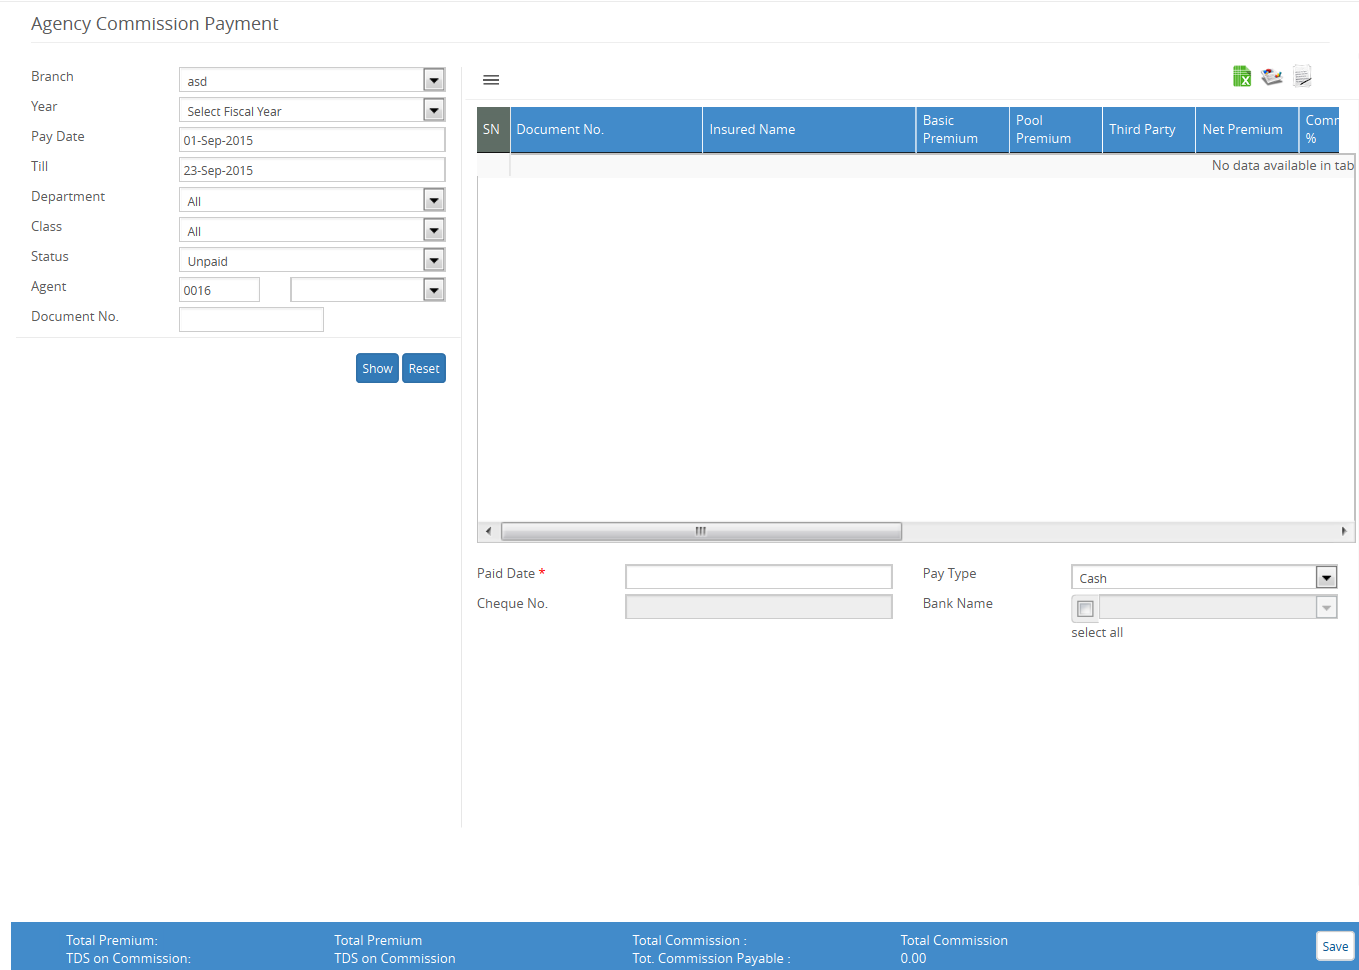 Agency Commission Payment
Branch
asd
Year
Select Fiscal Year
Pay Date
01-Sep-2015
Till
23-Sep-2015
Department
All
Class
All
Status
Unpaid
Agent
0016
Document No.
Show
Reset
SN
Document No.
Insured Name
Basic
Premium
Pool
Premium
Third Party
Net Premium
Comm
%
No data available in tab
Paid Date *
Pay Type
Cash
Cheque No.
Bank Name
select all
Total Premium:
Total Premium
Total Commission :
Total Commission
TDS on Commission:
TDS on Commission
Tot. Commission Payable :
0.00
Save